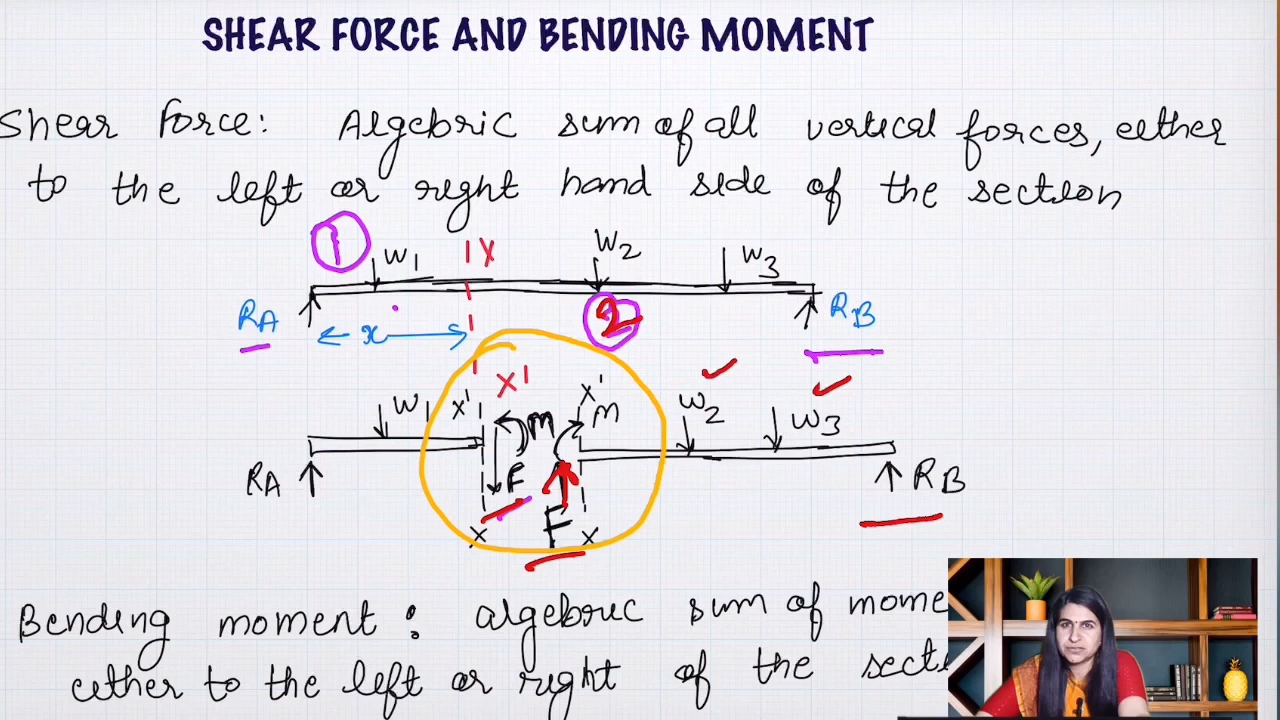 SHEAR FORCE AND BENDING MOMENT
Shear force: Algebric sum of all vertical forces, either
to the left or right hand side of the section
1 W1 X W2 W3
RA x 2 RB
X'
W1 X' M X' M W2 W3
RA F F RB
X X
Bending moment: algebric sum of mome
either to the left or right of the secti